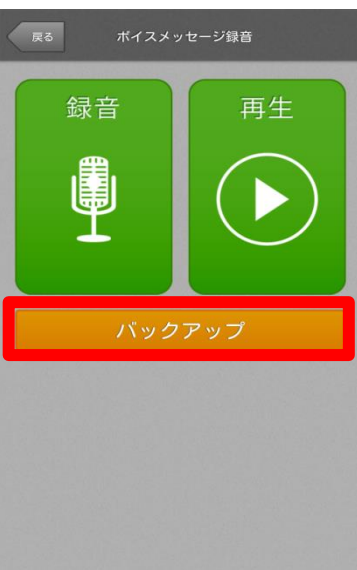 戻る
ボイスメッセージ録音
録音
再生
バックアップ